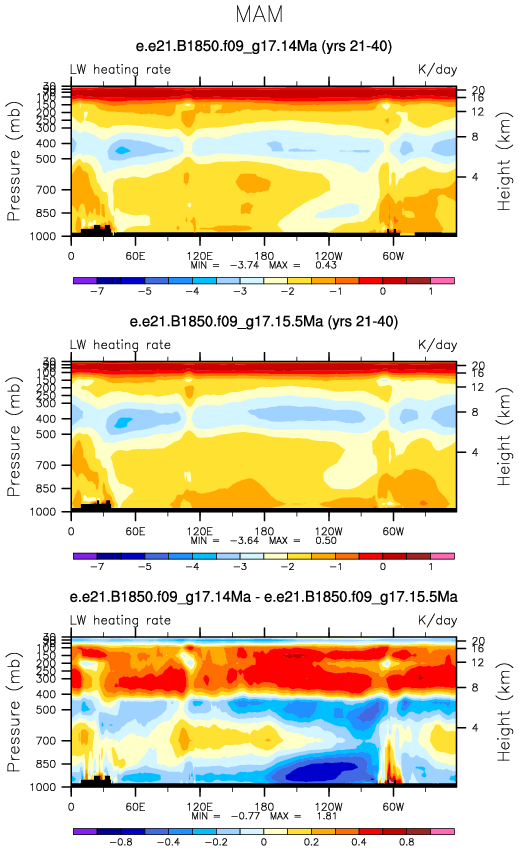 MAM
e.e21.B1850.f09_g17.14Ma (yrs 21-40)
LW heating rate K/day
Pressure (mb)
Height (km)
30
50
70
100
150
200
250
300
400
500
700
850
1000
20
16
12
8
4
0 60E 120E 180 120W 60W
MIN = -3.74 MAX = 0.43
-7 -5 -4 -3 -2 -1 0 1
e.e21.B1850.f09_g17.15.5Ma (yrs 21-40)
LW heating rate K/day
Pressure (mb)
Height (km)
30
50
70
100
150
200
250
300
400
500
700
850
1000
20
16
12
8
4
0 60E 120E 180 120W 60W
MIN = -3.64 MAX = 0.50
-7 -5 -4 -3 -2 -1 0 1
e.e21.B1850.f09_g17.14Ma - e.e21.B1850.f09_g17.15.5Ma
LW heating rate K/day
Pressure (mb)
Height (km)
30
50
70
100
150
200
250
300
400
500
700
850
1000
20
16
12
8
4
0 60E 120E 180 120W 60W
MIN = -0.77 MAX = 1.81
-0.8 -0.4 -0.2 0 0.2 0.4 0.8